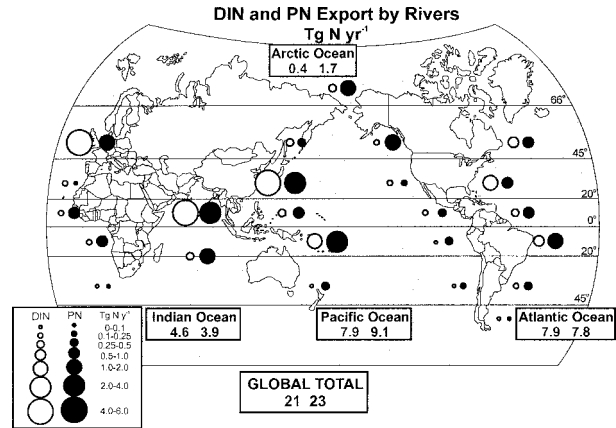 DIN and PN Export by Rivers
Tg N yr⁻¹
Arctic Ocean
0.4 1.7
66°
45°
20°
0°
20°
45°
DIN PN Tg N y⁻¹
0-0.1
0.1-0.25
0.25-0.5
0.5-1.0
1.0-2.0
2.0-4.0
4.0-6.0
Indian Ocean
4.6 3.9
Pacific Ocean
7.9 9.1
Atlantic Ocean
7.9 7.8
GLOBAL TOTAL
21 23